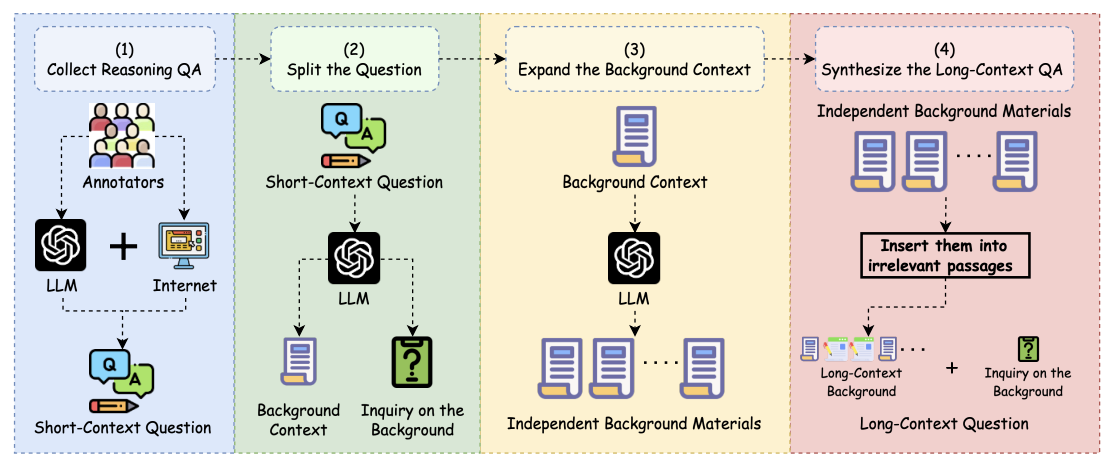 (1)
Collect Reasoning QA
Annotators
LLM
+
Internet
Q
A
Short-Context Question
(2)
Split the Question
Q
A
Short-Context Question
LLM
?
Background
Context
Inquiry on the
Background
(3)
Expand the Background Context
Background Context
LLM
....
Independent Background Materials
(4)
Synthesize the Long-Context QA
Independent Background Materials
....
Insert them into
irrelevant passages
...
Long-Context
Background
+
?
Inquiry on the
Background
Long-Context Question